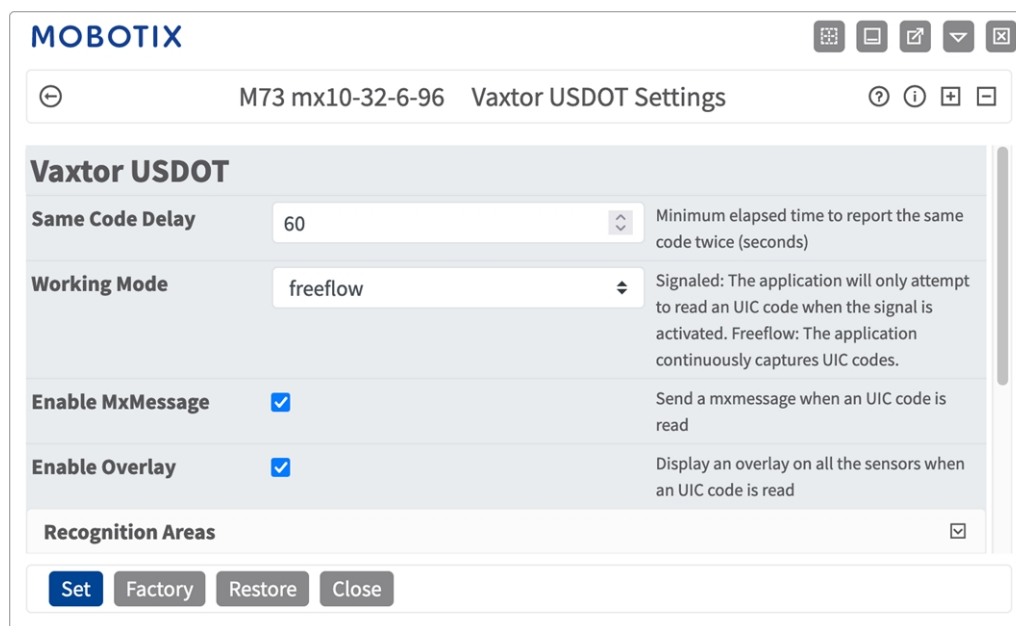 MOBOTIX
M73 mx10-32-6-96 Vaxtor USDOT Settings
Vaxtor USDOT
Same Code Delay
60
Minimum elapsed time to report the same
code twice (seconds)
Working Mode
freeflow
Signaled: The application will only attempt
to read an UIC code when the signal is
activated. Freeflow: The application
continuously captures UIC codes.
Enable MxMessage
Send a mxmessage when an UIC code is
read
Enable Overlay
Display an overlay on all the sensors when
an UIC code is read
Recognition Areas
Set Factory Restore Close